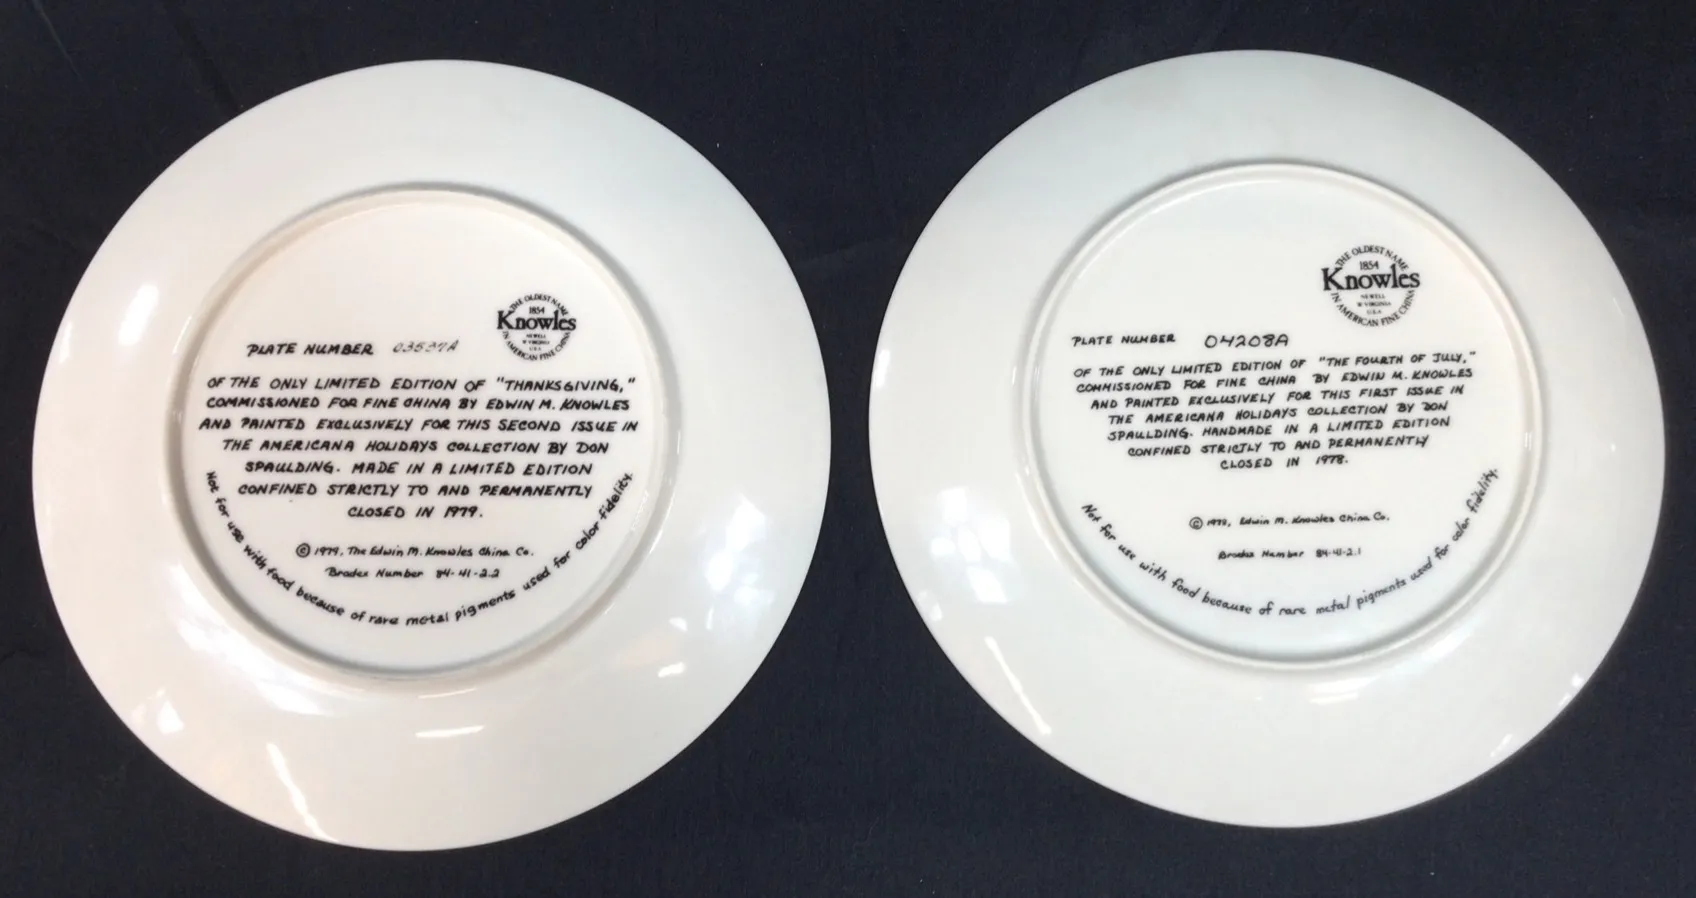 THE OLDEST NAME
1854
Knowles
NEWELL
W VIRGINIA
U.S.A.
IN AMERICAN FINE CHINA
PLATE NUMBER 03537A
OF THE ONLY LIMITED EDITION OF "THANKSGIVING,"
COMMISSIONED FOR FINE CHINA BY EDWIN M. KNOWLES
AND PAINTED EXCLUSIVELY FOR THIS SECOND ISSUE IN
THE AMERICANA HOLIDAYS COLLECTION BY DON
SPAULDING. MADE IN A LIMITED EDITION
CONFINED STRICTLY TO AND PERMANENTLY
CLOSED IN 1979.
© 1979, The Edwin M. Knowles China Co.
Bradex Number 84-41-2.2
Not for use with food because of rare metal pigments used for color fidelity.
THE OLDEST NAME
1854
Knowles
NEWELL
W VIRGINIA
U.S.A.
IN AMERICAN FINE CHINA
PLATE NUMBER 04208A
OF THE ONLY LIMITED EDITION OF "THE FOURTH OF JULY,"
COMMISSIONED FOR FINE CHINA BY EDWIN M. KNOWLES
AND PAINTED EXCLUSIVELY FOR THIS FIRST ISSUE IN
THE AMERICANA HOLIDAYS COLLECTION BY DON
SPAULDING. HANDMADE IN A LIMITED EDITION
CONFINED STRICTLY TO AND PERMANENTLY
CLOSED IN 1978.
© 1978, Edwin M. Knowles China Co.
Bradex Number 84-41-2.1
Not for use with food because of rare metal pigments used for color fidelity.